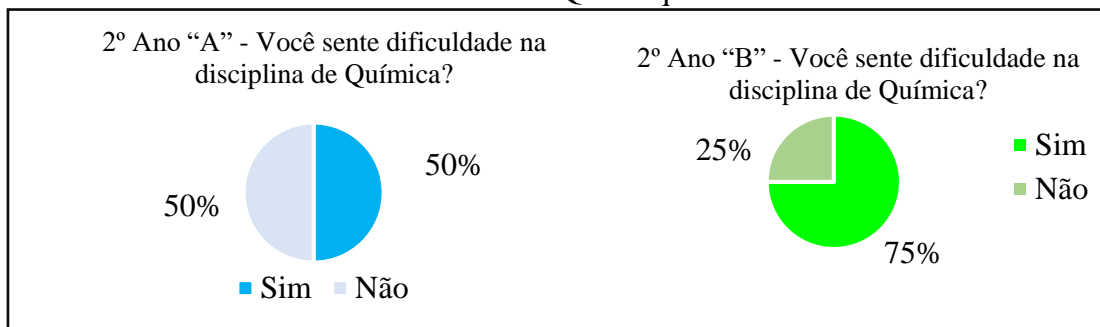 2º Ano “A” - Você sente dificuldade na
disciplina de Química?
50%
50%
Sim
Não
2º Ano “B” - Você sente dificuldade na
disciplina de Química?
25%
Sim
Não
75%